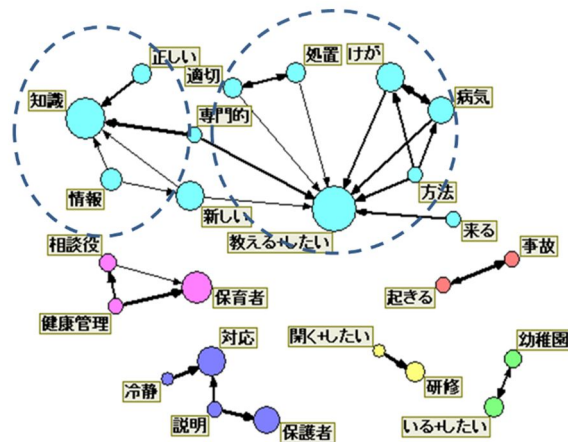 正しい
適切
処置
けが
知識
病気
専門的
情報
新しい
方法
教える+したい
来る
相談役
事故
保育者
起きる
健康管理
対応
開く+したい
幼稚園
冷静
研修
説明
保護者
いる+したい